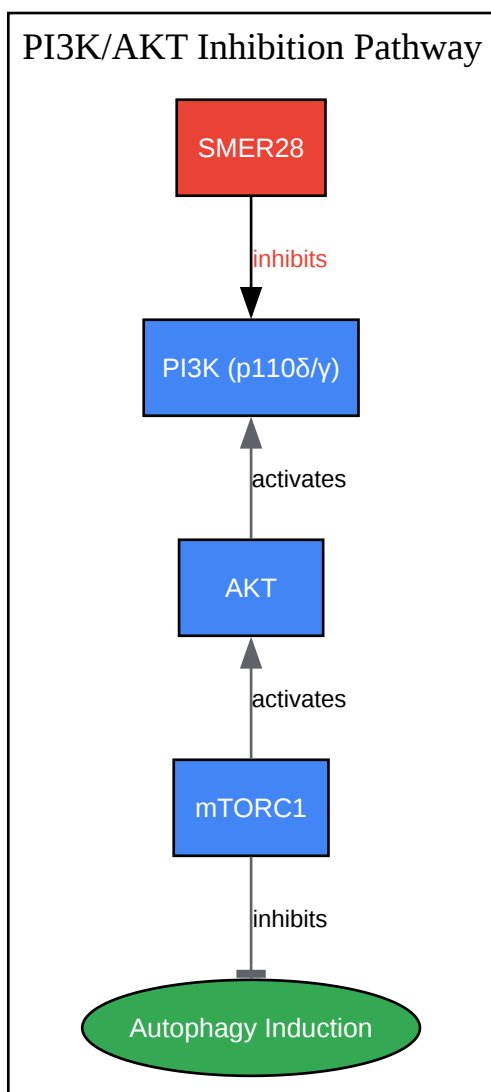 PI3K/AKT Inhibition Pathway
SMER28
inhibits
PI3K (p110δ/γ)
activates
AKT
activates
mTORC1
inhibits
Autophagy Induction